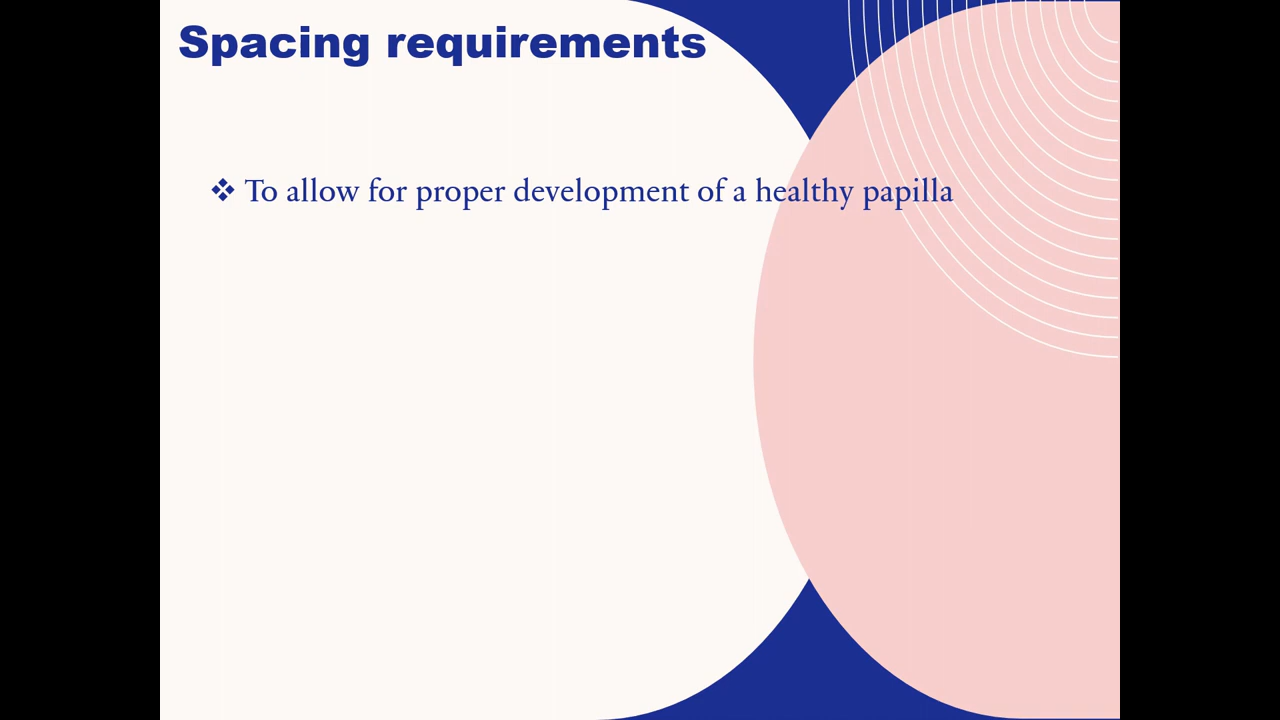 Spacing requirements
❖ To allow for proper development of a healthy papilla